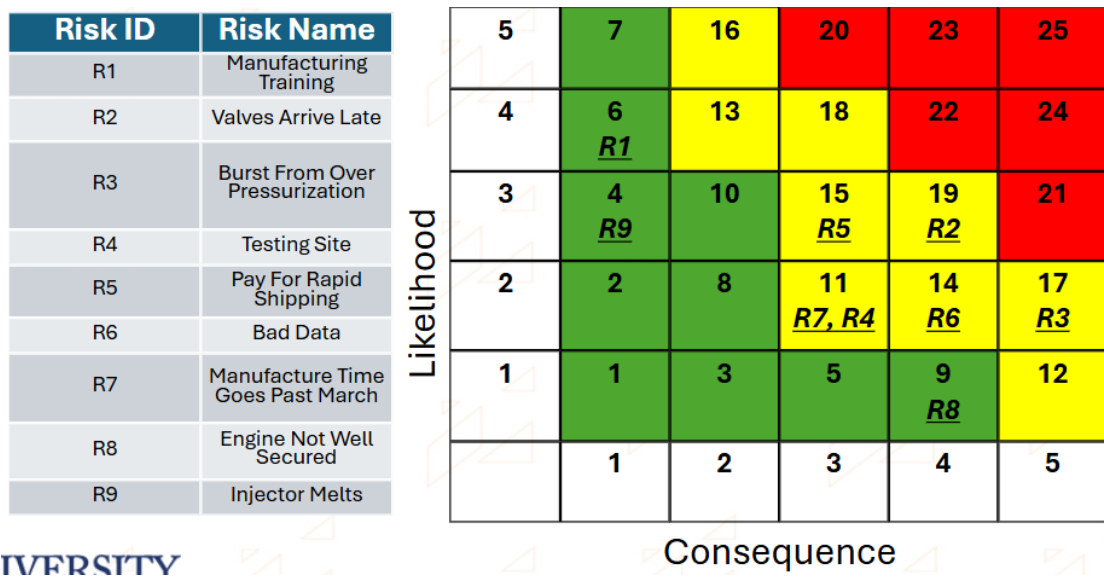 Risk ID Risk Name
R1 Manufacturing
Training
R2 Valves Arrive Late
R3 Burst From Over
Pressurization
R4 Testing Site
R5 Pay For Rapid
Shipping
R6 Bad Data
R7 Manufacture Time
Goes Past March
R8 Engine Not Well
Secured
R9 Injector Melts
IVERSITY
Likelihood
5 7 16 20 23 25
4 6 13 18 22 24
R1
3 4 10 15 19 21
R9 R5 R2
2 2 8 11 14 17
R7, R4 R6 R3
1 1 3 5 9 12
R8
1 2 3 4 5
Consequence